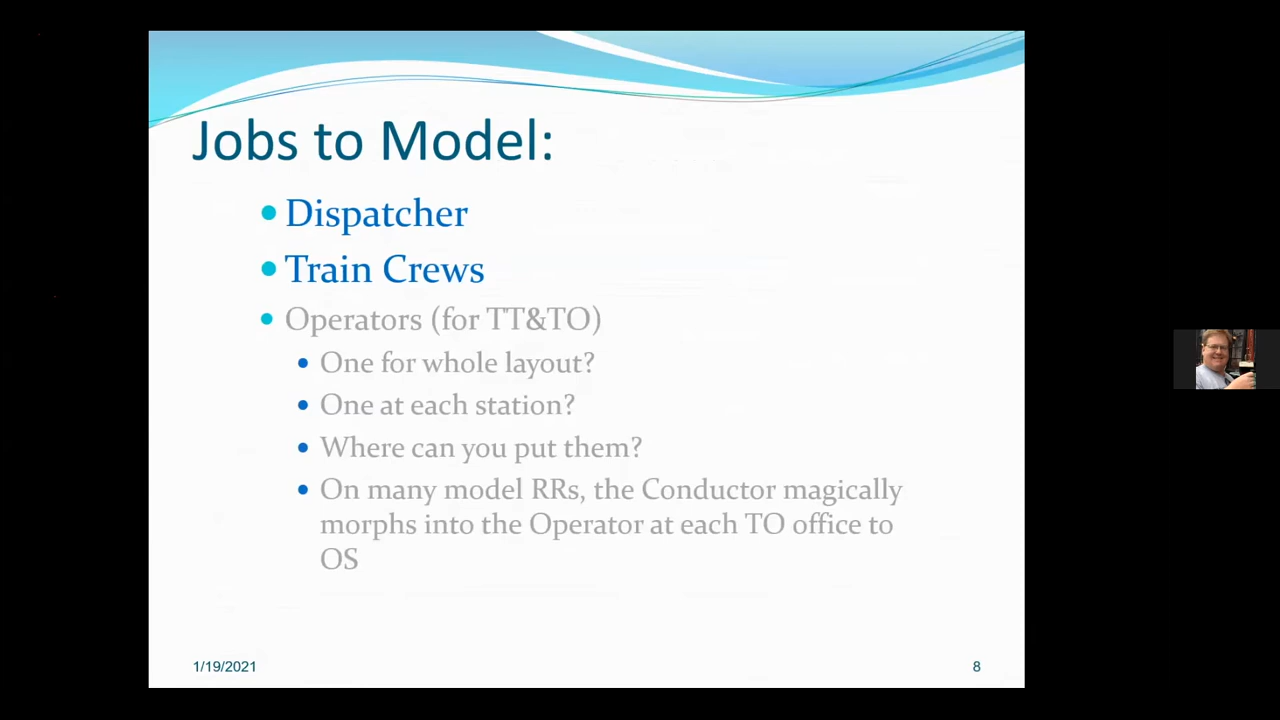 Jobs to Model:
Dispatcher
Train Crews
Operators (for TT&TO)
One for whole layout?
One at each station?
Where can you put them?
On many model RRs, the Conductor magically
morphs into the Operator at each TO office to
OS
1/19/2021
8